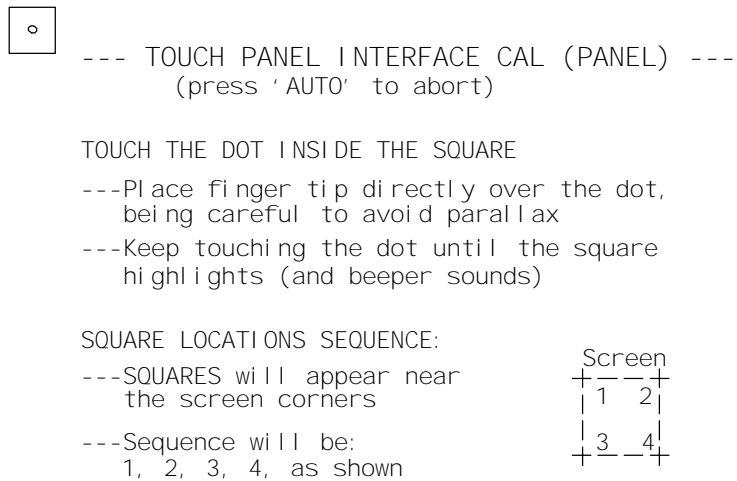 --- TOUCH PANEL INTERFACE CAL (PANEL) ---
(press 'AUTO' to abort)
TOUCH THE DOT INSIDE THE SQUARE
---Place finger tip directly over the dot,
being careful to avoid parallax
---Keep touching the dot until the square
highlights (and beeper sounds)
SQUARE LOCATIONS SEQUENCE:
---SQUARES will appear near
the screen corners
---Sequence will be:
1, 2, 3, 4, as shown
Screen
1 2
3 4